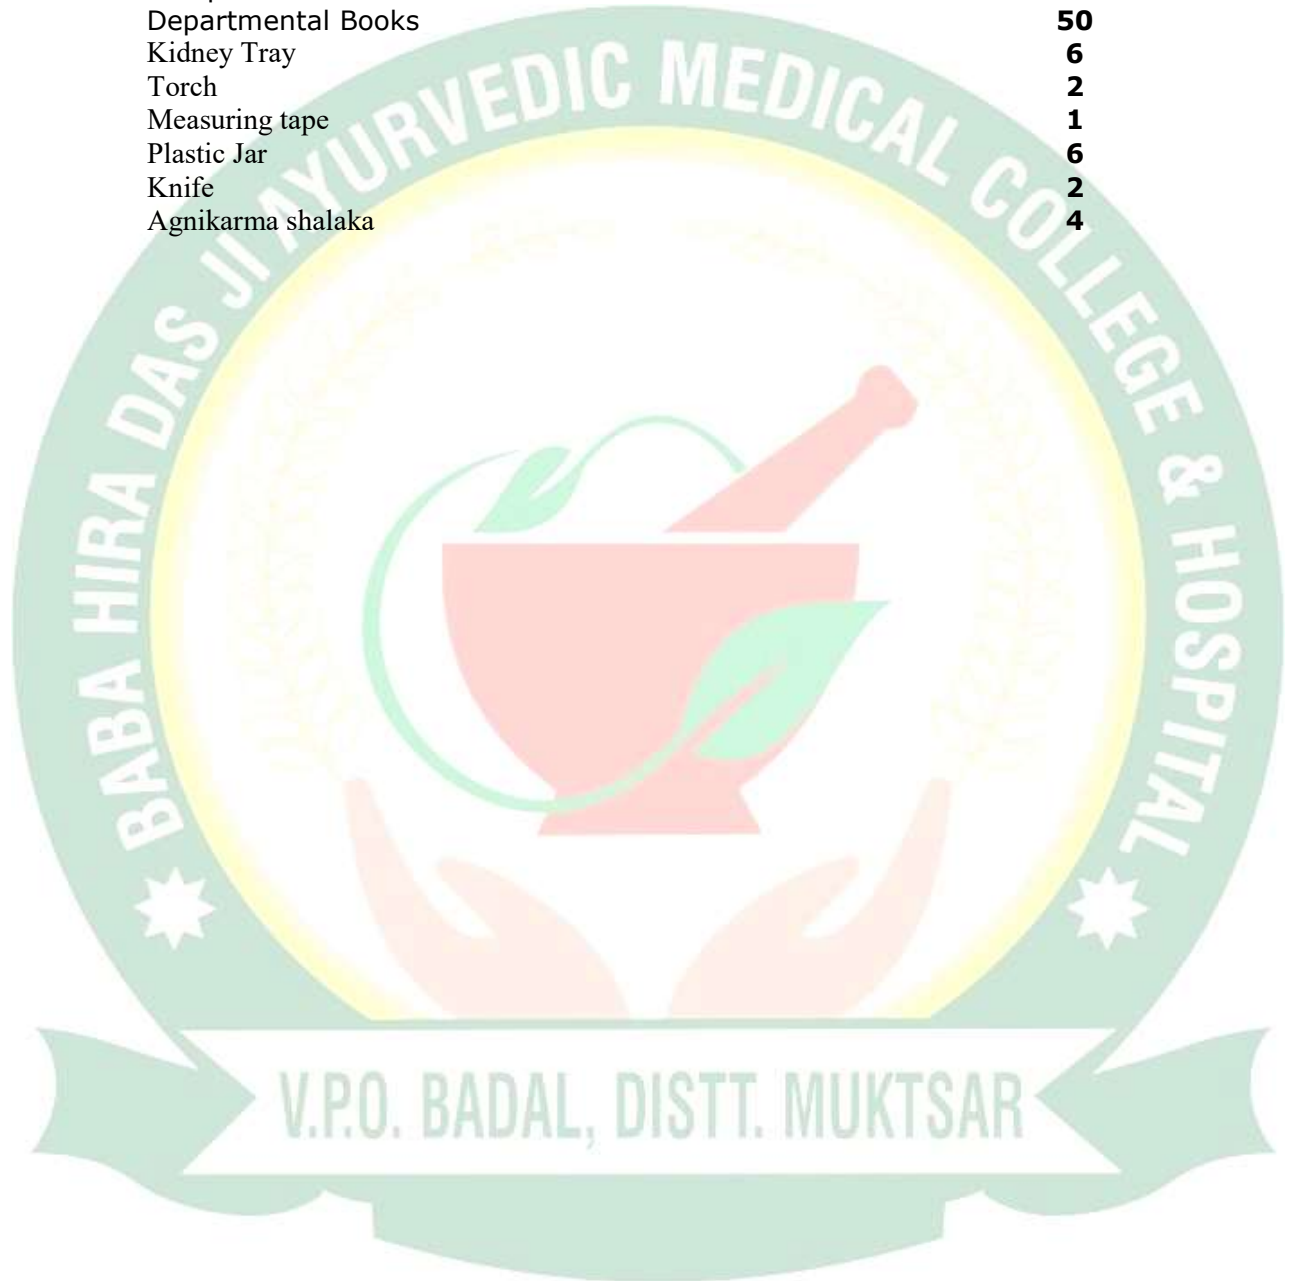 Departmental Books 50
Kidney Tray 6
Torch 2
Measuring tape 1
Plastic Jar 6
Knife 2
Agnikarma shalaka 4
BABA HIRA DAS JI AYURVEDIC MEDICAL COLLEGE & HOSPITAL
V.P.O. BADAL, DISTT. MUKTSAR